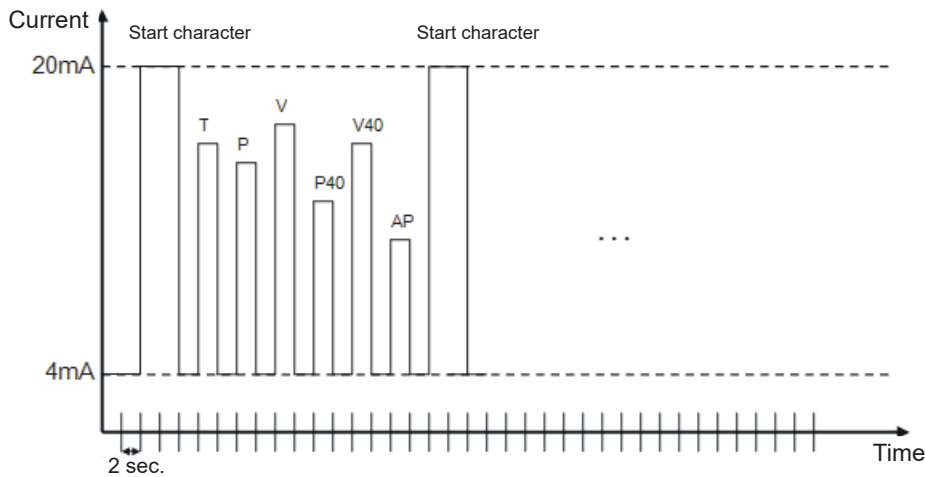 Current
Start character
Start character
20mA
V
T
V40
P
P40
AP
...
4mA
Time
2 sec.